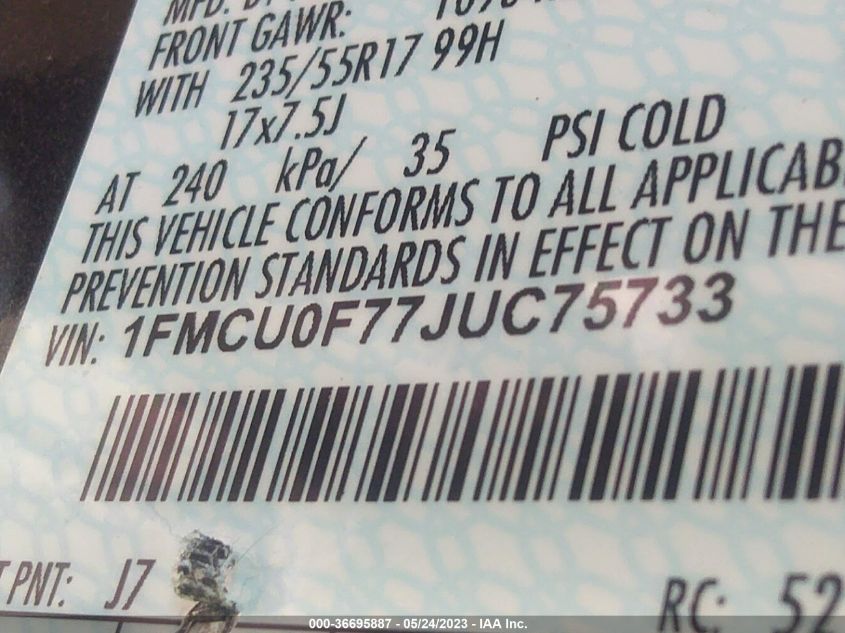 MFD.
FRONT GAWR:
WITH 235/55R17 99H
17x7.5J
AT 240 kPa/ 35 PSI COLD
THIS VEHICLE CONFORMS TO ALL
PREVENTION STANDARDS IN EFFECT ON THE
VIN: 1FMCU0F77JUC75733
PNT: J7
RC: 52
000-36695887 - 05/24/2023 - IAA Inc.